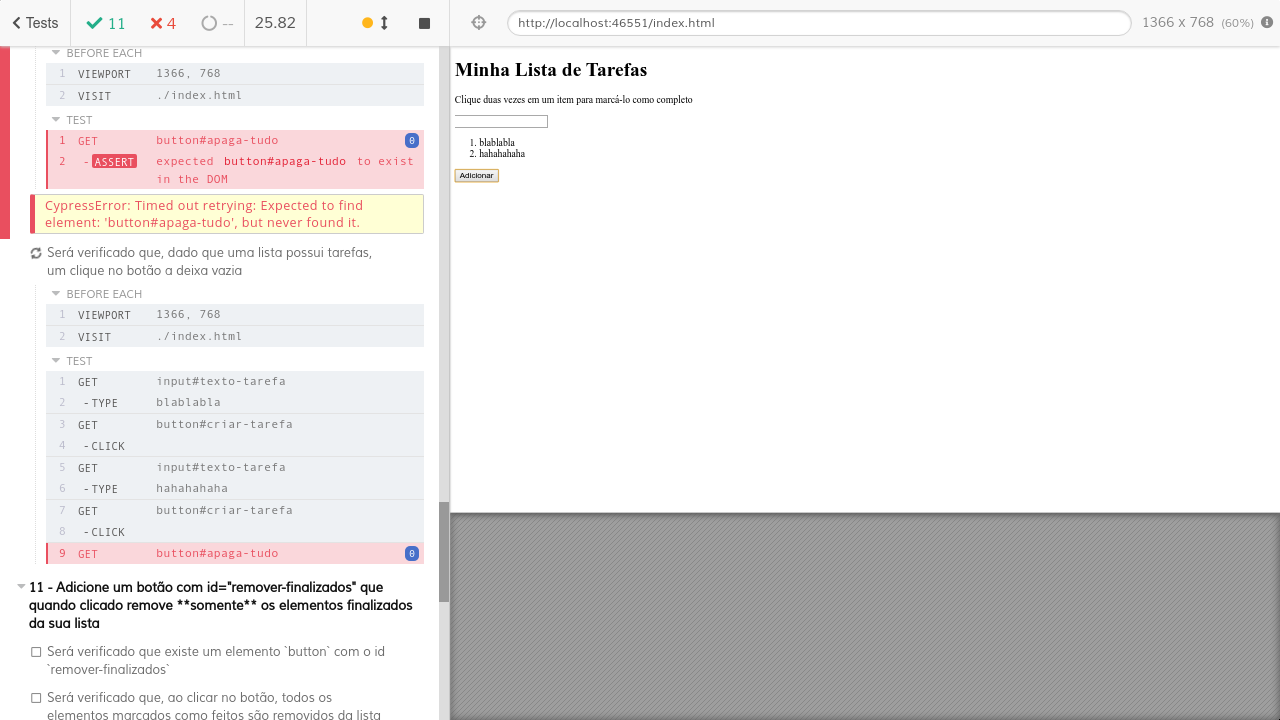 Tests 11 4 -- 25.82
BEFORE EACH
1 VIEWPORT 1366, 768
2 VISIT ./index.html
TEST
1 GET button#apaga-tudo 0
2 -ASSERT expected button#apaga-tudo to exist
in the DOM
CypressError: Timed out retrying: Expected to find
element: 'button#apaga-tudo', but never found it.
Será verificado que, dado que uma lista possui tarefas,
um clique no botão a deixa vazia
BEFORE EACH
1 VIEWPORT 1366, 768
2 VISIT ./index.html
TEST
1 GET input#texto-tarefa
2 -TYPE blablabla
3 GET button#criar-tarefa
4 -CLICK
5 GET input#texto-tarefa
6 -TYPE hahahahaha
7 GET button#criar-tarefa
8 -CLICK
9 GET button#apaga-tudo 0
11 - Adicione um botão com id="remover-finalizados" que
quando clicado remove **somente** os elementos finalizados
da sua lista
Será verificado que existe um elemento `button` com o id
`remover-finalizados`
Será verificado que, ao clicar no botão, todos os
elementos marcados como feitos são removidos da lista
http://localhost:46551/index.html 1366 x 768 (60%)
Minha Lista de Tarefas
Clique duas vezes em um item para marcá-lo como completo
1. blablabla
2. hahahahaha
Adicionar